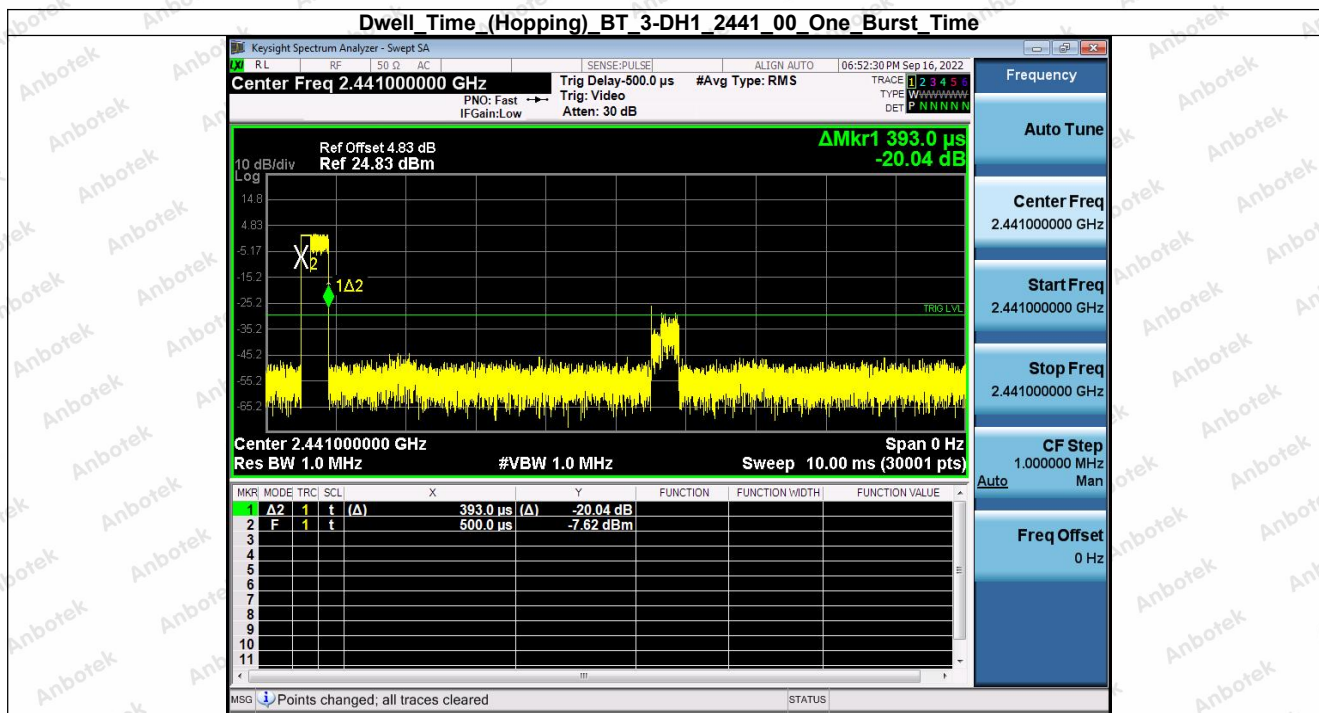 Dwell_Time_(Hopping)_BT_3-DH1_2441_00_One_Burst_Time
Keysight Spectrum Analyzer - Swept SA
LXI RL RF 50 Ω AC SENSE:PULSE ALIGN AUTO 06:52:30 PM Sep 16, 2022
Center Freq 2.441000000 GHz
PNO: Fast
IFGain:Low
Trig Delay-500.0 µs
Trig: Video
Atten: 30 dB
#Avg Type: RMS
TRACE 1 2 3 4 5 6
TYPE WWWWWW
DET P NNNNN
Frequency
Auto Tune
Center Freq
2.441000000 GHz
Start Freq
2.441000000 GHz
Stop Freq
2.441000000 GHz
CF Step
1.000000 MHz
Auto Man
Freq Offset
0 Hz
ΔMkr1 393.0 µs
-20.04 dB
Ref Offset 4.83 dB
10 dB/div Ref 24.83 dBm
Log
14.8
4.83
-5.17
-15.2
-25.2
-35.2
-45.2
-55.2
-65.2
X2
1Δ2
TRIG LVL
Center 2.441000000 GHz Span 0 Hz
Res BW 1.0 MHz #VBW 1.0 MHz Sweep 10.00 ms (30001 pts)
MKR MODE TRC SCL X Y FUNCTION FUNCTION WIDTH FUNCTION VALUE
1 Δ2 1 t (Δ) 393.0 µs (Δ) -20.04 dB
2 F 1 t 500.0 µs -7.62 dBm
3
4
5
6
7
8
9
10
11
MSG Points changed; all traces cleared STATUS
Anbotek